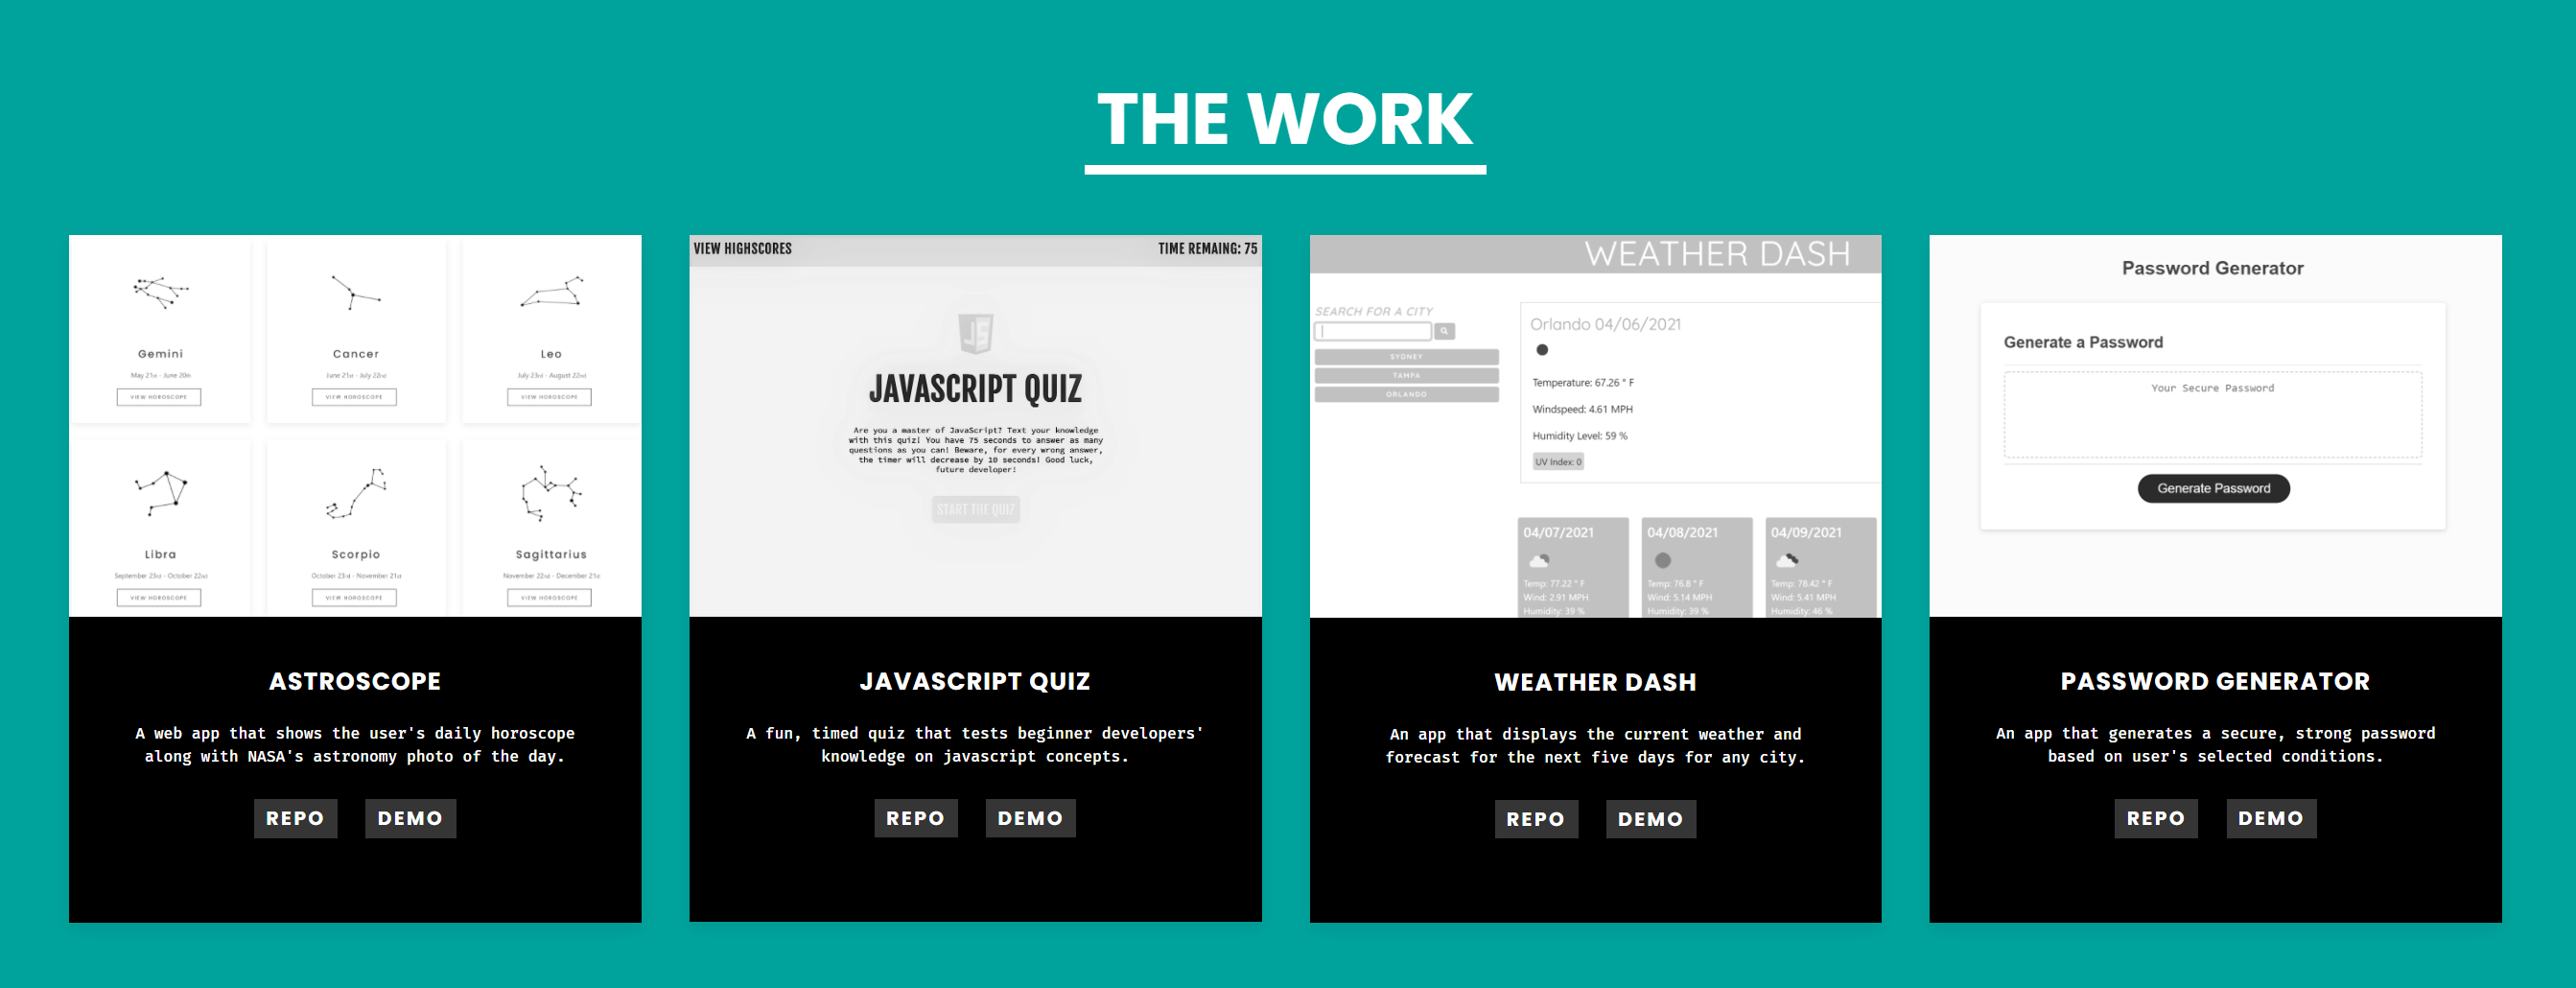 THE WORK
Gemini
May 21st - June 20th
VIEW HOROSCOPE
Cancer
June 21st - July 22nd
VIEW HOROSCOPE
Leo
July 23rd - August 22nd
VIEW HOROSCOPE
Libra
September 23rd - October 22nd
VIEW HOROSCOPE
Scorpio
October 23rd - November 21st
VIEW HOROSCOPE
Sagittarius
November 22nd - December 21st
VIEW HOROSCOPE
ASTROSCOPE
A web app that shows the user's daily horoscope
along with NASA's astronomy photo of the day.
REPO DEMO
VIEW HIGHSCORES TIME REMAING: 75
JS
JAVASCRIPT QUIZ
Are you a master of JavaScript? Text your knowledge
with this quiz! You have 75 seconds to answer as many
questions as you can! Beware, for every wrong answer,
the timer will decrease by 10 seconds! Good luck,
future developer!
START THE QUIZ
JAVASCRIPT QUIZ
A fun, timed quiz that tests beginner developers'
knowledge on javascript concepts.
REPO DEMO
WEATHER DASH
SEARCH FOR A CITY
SYDNEY
TAMPA
ORLANDO
Orlando 04/06/2021
Temperature: 67.26 ° F
Windspeed: 4.61 MPH
Humidity Level: 59 %
UV Index: 0
04/07/2021
Temp: 77.22 ° F
Wind: 2.91 MPH
Humidity: 39 %
04/08/2021
Temp: 76.8 ° F
Wind: 5.14 MPH
Humidity: 39 %
04/09/2021
Temp: 78.42 ° F
Wind: 5.41 MPH
Humidity: 46 %
WEATHER DASH
An app that displays the current weather and
forecast for the next five days for any city.
REPO DEMO
Password Generator
Generate a Password
Your Secure Password
Generate Password
PASSWORD GENERATOR
An app that generates a secure, strong password
based on user's selected conditions.
REPO DEMO